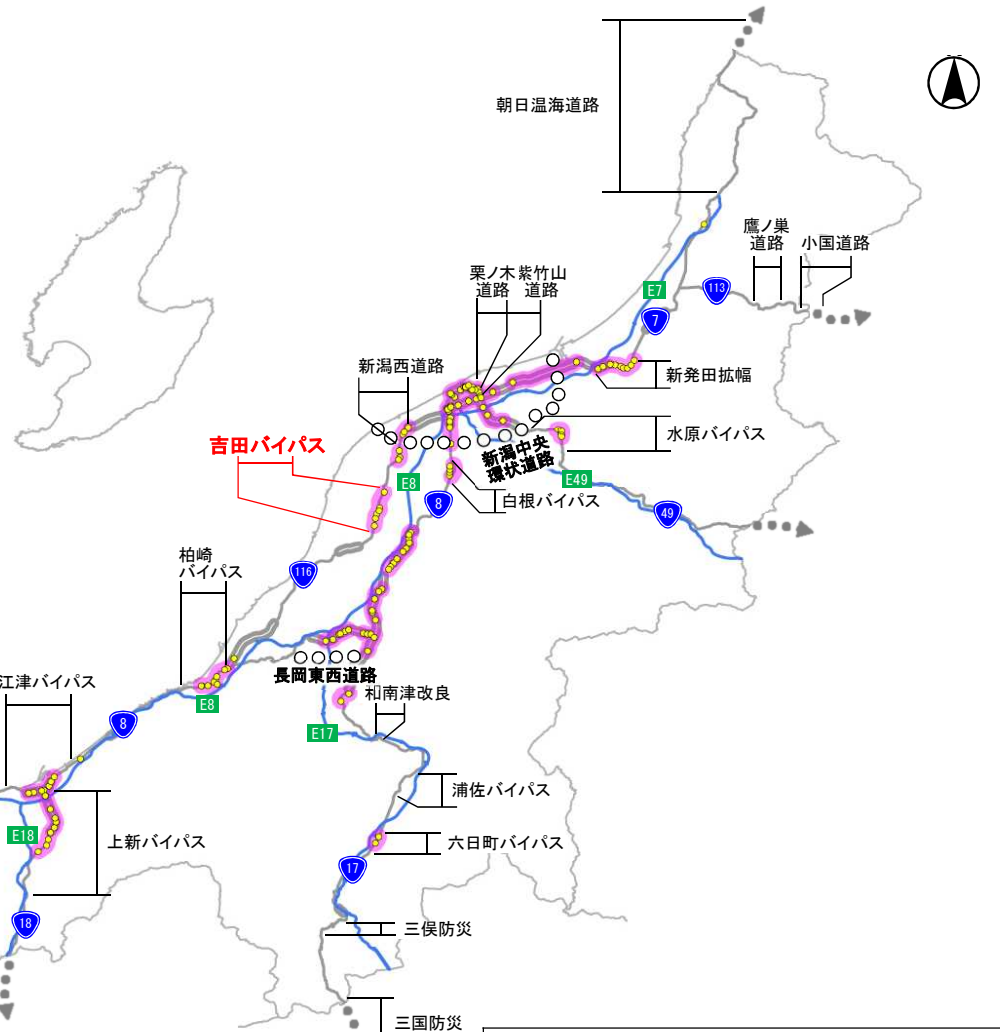 朝日温海道路
鷹ノ巣
道路
小国道路
栗ノ木
道路
紫竹山
道路
E7
113
7
新潟西道路
新発田拡幅
吉田バイパス
水原バイパス
新潟中央
環状道路
E8
E49
8
白根バイパス
49
柏崎
バイパス
116
長岡東西道路
江津バイパス
和南津改良
E8
8
E17
浦佐バイパス
E18
上新バイパス
六日町バイパス
17
18
三俣防災
三国防災